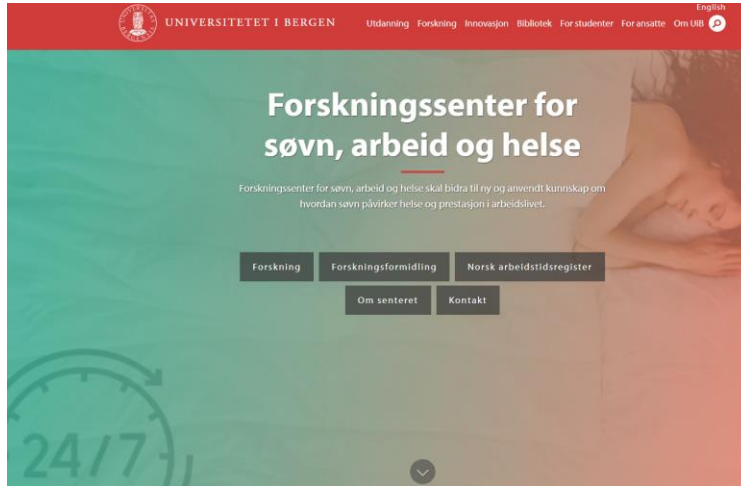 English
UNIVERSITETET I BERGEN
Utdanning Forskning Innovasjon Bibliotek For studenter For ansatte Om UiB
Forskningssenter for
søvn, arbeid og helse
Forskningssenter for søvn, arbeid og helse skal bidra til ny og anvendt kunnskap om
hvordan søvn påvirker helse og prestasjon i arbeidslivet.
Forskning Forskningsformidling Norsk arbeidstidsregister
Om senteret Kontakt
24/7